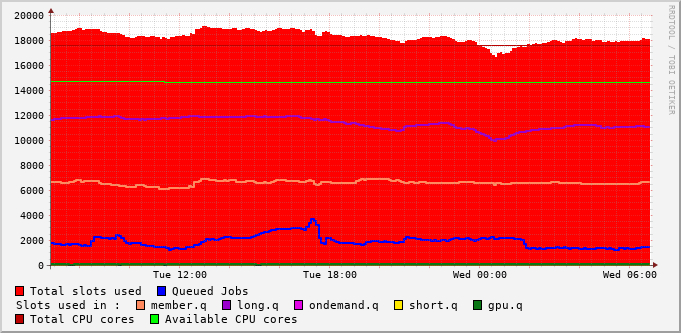 20000
18000
16000
14000
12000
10000
8000
6000
4000
2000
0
Tue 12:00 Tue 18:00 Wed 00:00 Wed 06:00
Total slots used Queued Jobs
Slots used in : member.q long.q ondemand.q short.q gpu.q
Total CPU cores Available CPU cores
RRDTOOL / TOBI OETIKER